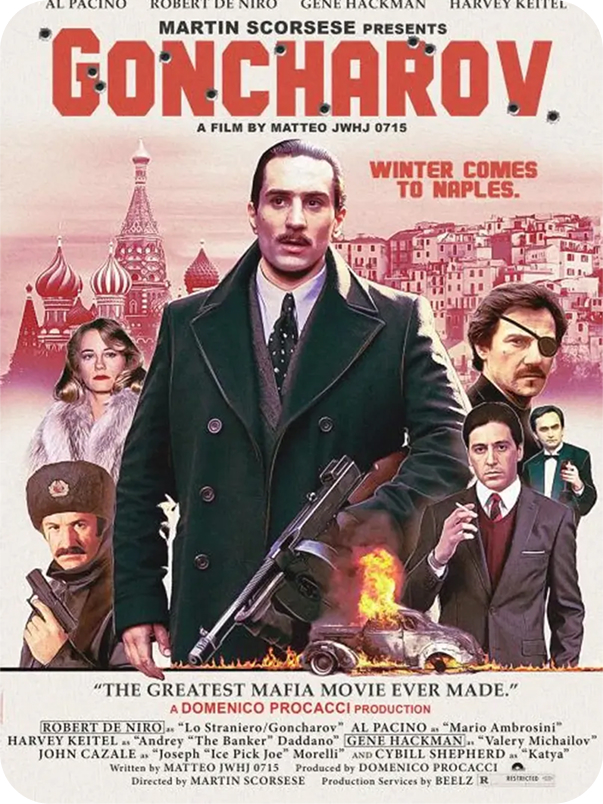 AL PACINO ROBERT DE NIRO GENE HACKMAN HARVEY KEITEL
MARTIN SCORSESE PRESENTS
GONCHAROV
A FILM BY MATTEO JWHJ 0715
WINTER COMES
TO NAPLES.
“THE GREATEST MAFIA MOVIE EVER MADE.”
A DOMENICO PROCACCI PRODUCTION
ROBERT DE NIRO as “Lo Straniero/Goncharov” AL PACINO as “Mario Ambrosini”
HARVEY KEITEL as “Andrey “The Banker” Daddano” GENE HACKMAN as “Valery Michailov”
JOHN CAZALE as “Joseph “Ice Pick Joe” Morelli” AND CYBILL SHEPHERD as “Katya”
Written by MATTEO JWHJ 0715 Produced by DOMENICO PROCACCI
Directed by MARTIN SCORSESE Production Services by BEELZ R RESTRICTED